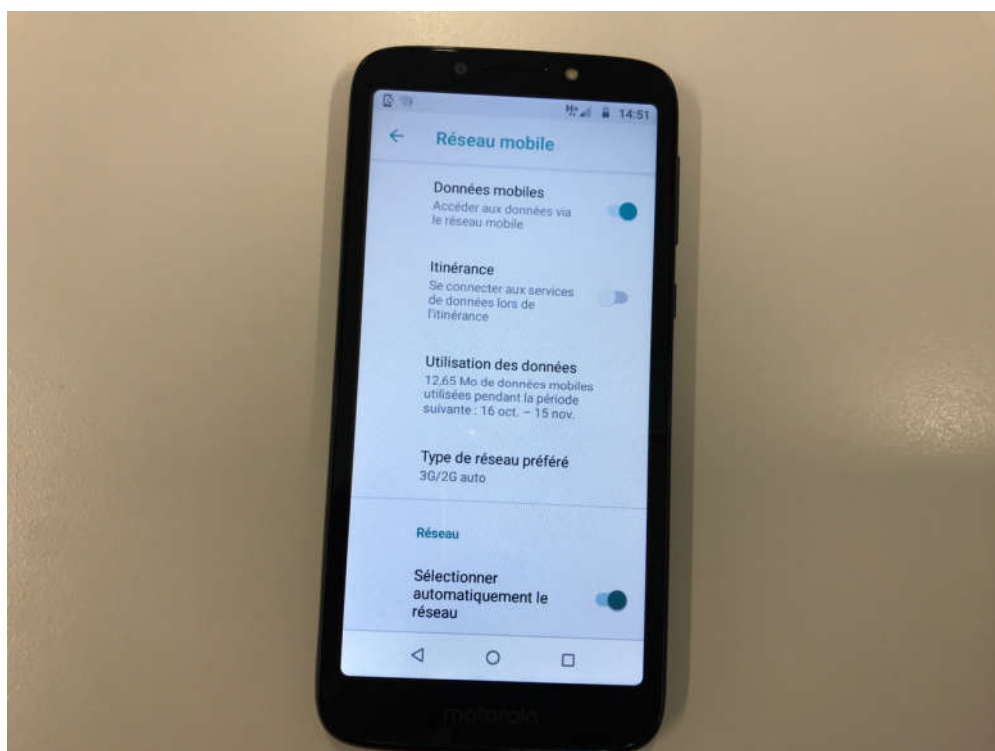 H+ 14:51
Réseau mobile
Données mobiles
Accéder aux données via
le réseau mobile
Itinérance
Se connecter aux services
de données lors de
l'itinérance
Utilisation des données
12,65 Mo de données mobiles
utilisées pendant la période
suivante : 16 oct. – 15 nov.
Type de réseau préféré
3G/2G auto
Réseau
Sélectionner
automatiquement le
réseau
motorola